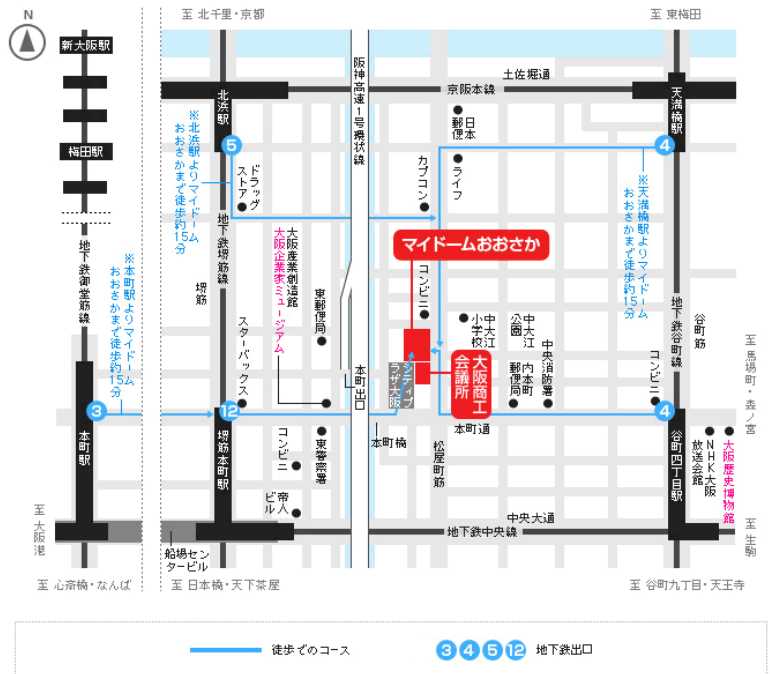 N
至 北千里・京都
至 東梅田
新大阪駅
梅田駅
地下鉄御堂筋線
※本町駅よりマイドーム
おおさかまで徒歩約15分
3
本町駅
至 大阪港
至 心斎橋・なんば
北浜駅
5
※北浜駅よりマイドーム
おおさかまで徒歩約15分
ドラッグ
ストア
地下鉄堺筋線
堺筋
大阪産業創造館
大阪企業家ミュージアム
東郵便局
スターバックス
12
堺筋本町駅
コンビニ
東警察署
帝人
ビル
船場セン
タービル
至 日本橋・天下茶屋
阪神高速1号環状線
本町出口
本町橋
土佐堀通
京阪本線
日本
郵便
ライフ
カプコン
マイドームおおさか
コンビニ
シティプ
ラザ大阪
大阪商工
会議所
中大江
小学校
中大江
公園
内本町
郵便局
中央消防署
本町通
松屋町筋
中央大通
地下鉄中央線
天満橋駅
4
※天満橋駅よりマイドーム
おおさかまで徒歩約15分
地下鉄谷町線
谷町筋
コンビニ
4
谷町四丁目駅
NHK大阪
放送会館
大阪歴史博物館
至 馬場町・森ノ宮
至 生駒
至 谷町九丁目・天王寺
徒歩でのコース
3 4 5 12 地下鉄出口